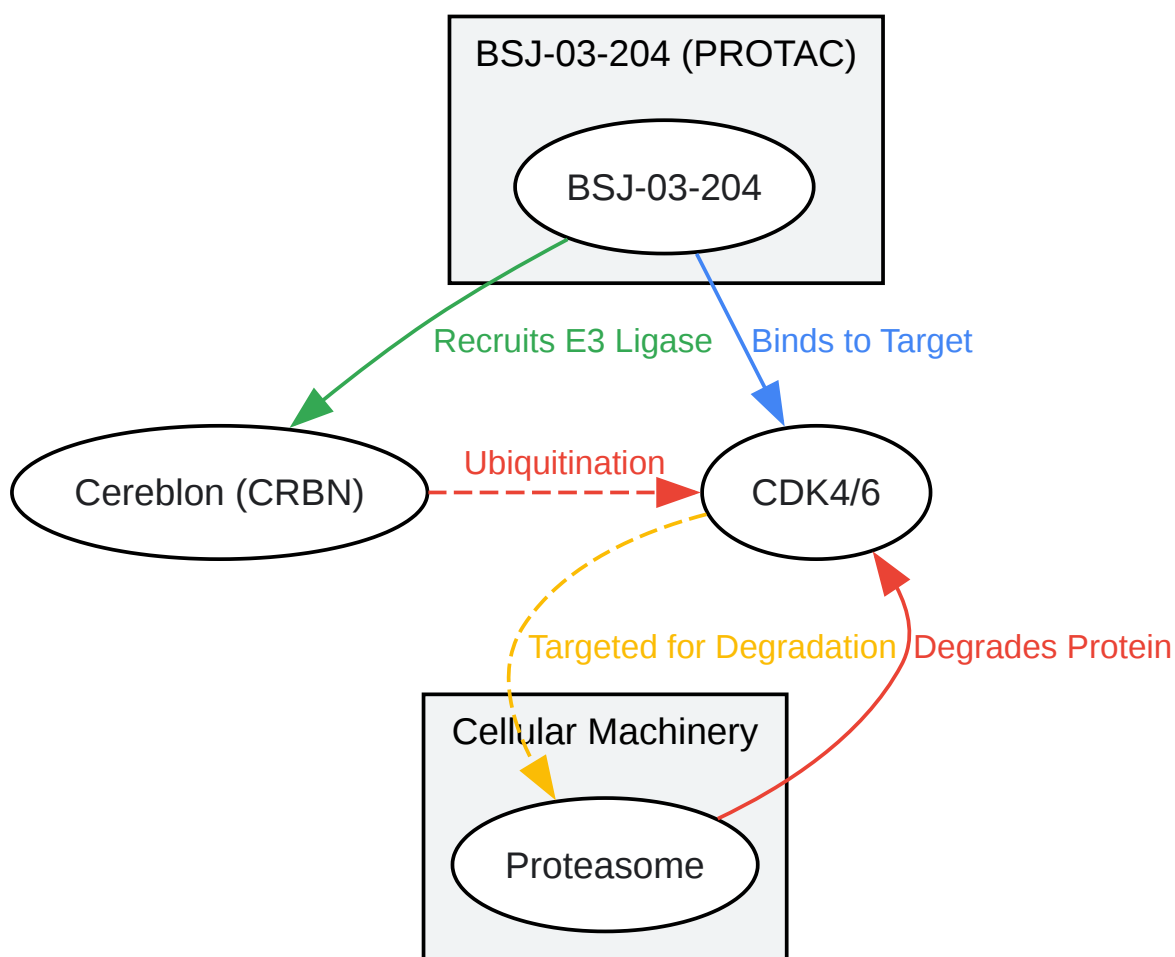 BSJ-03-204 (PROTAC)
BSJ-03-204
Recruits E3 Ligase
Binds to Target
Ubiquitination
Cereblon (CRBN)
CDK4/6
Targeted for Degradation
Degrades Protein
Cellular Machinery
Proteasome